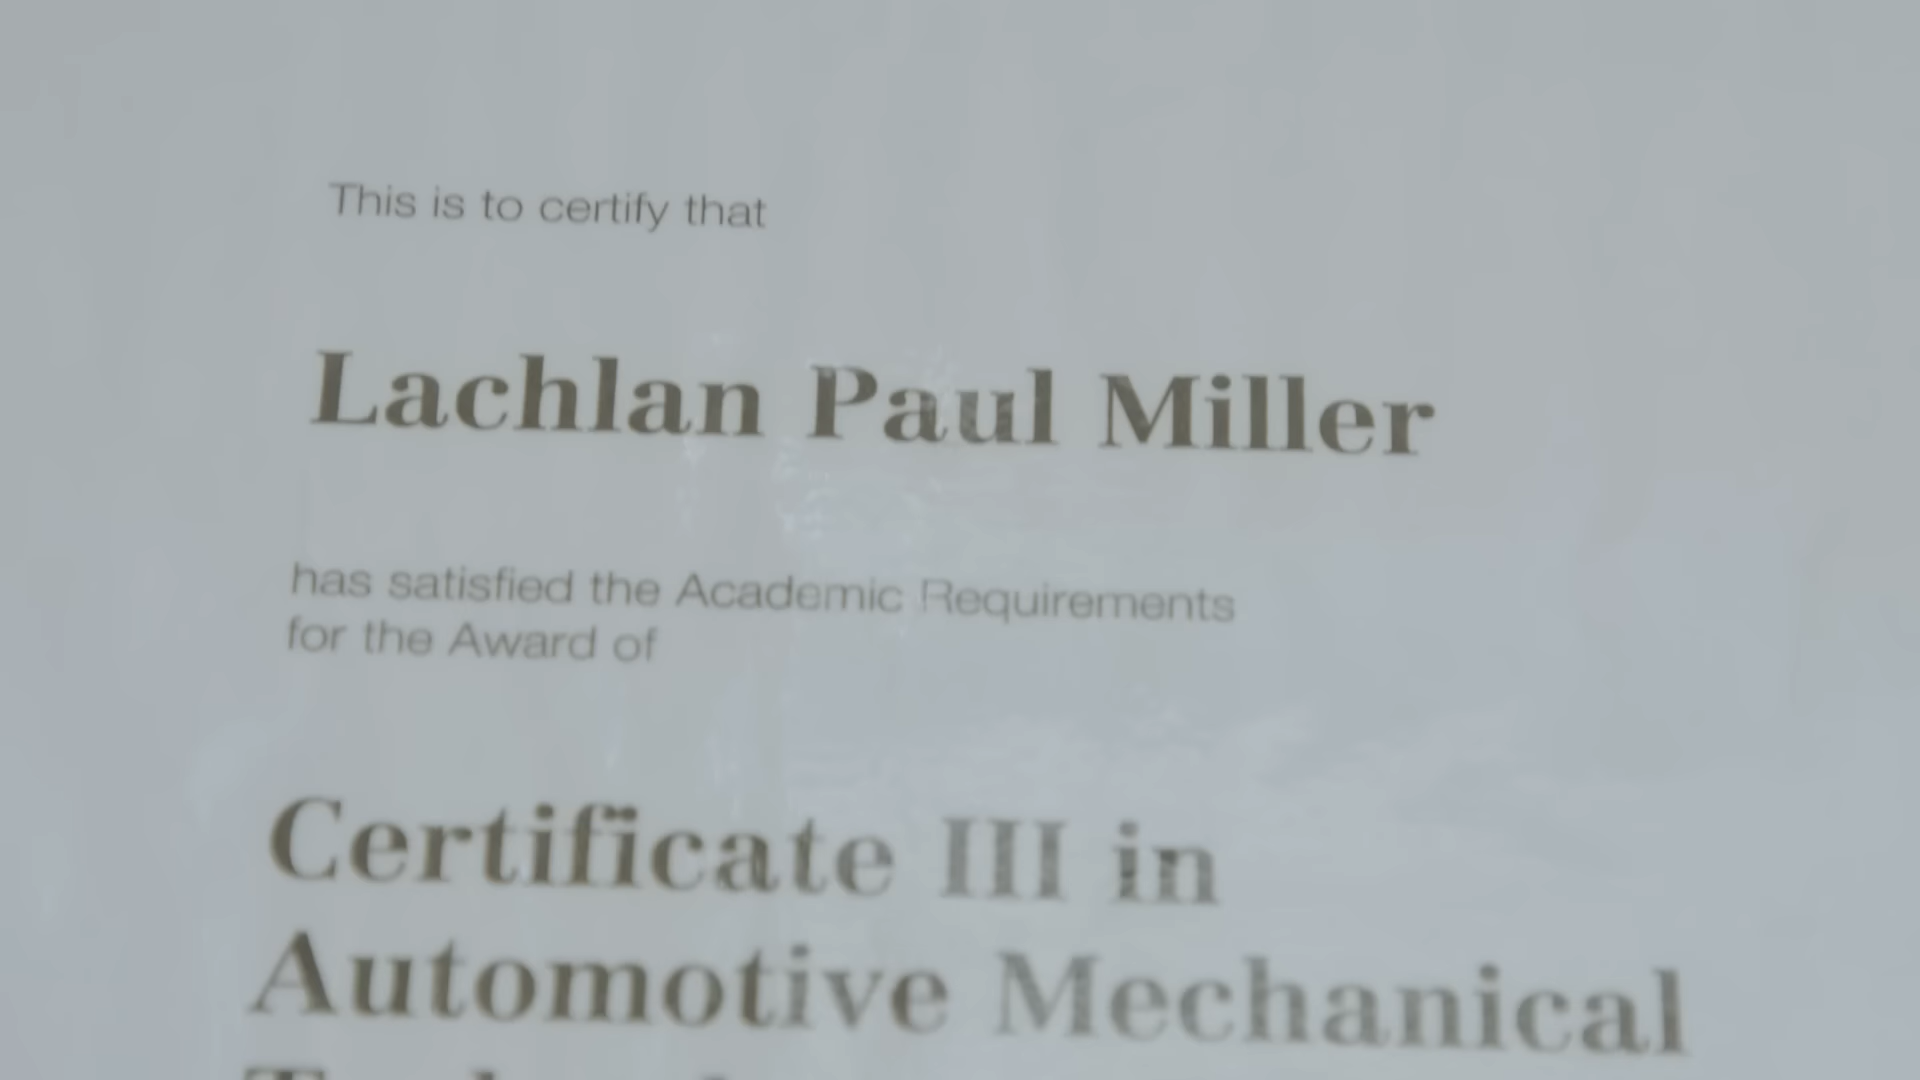 This is to certify that
Lachlan Paul Miller
has satisfied the Academic Requirements
for the Award of
Certificate III in
Automotive Mechanical